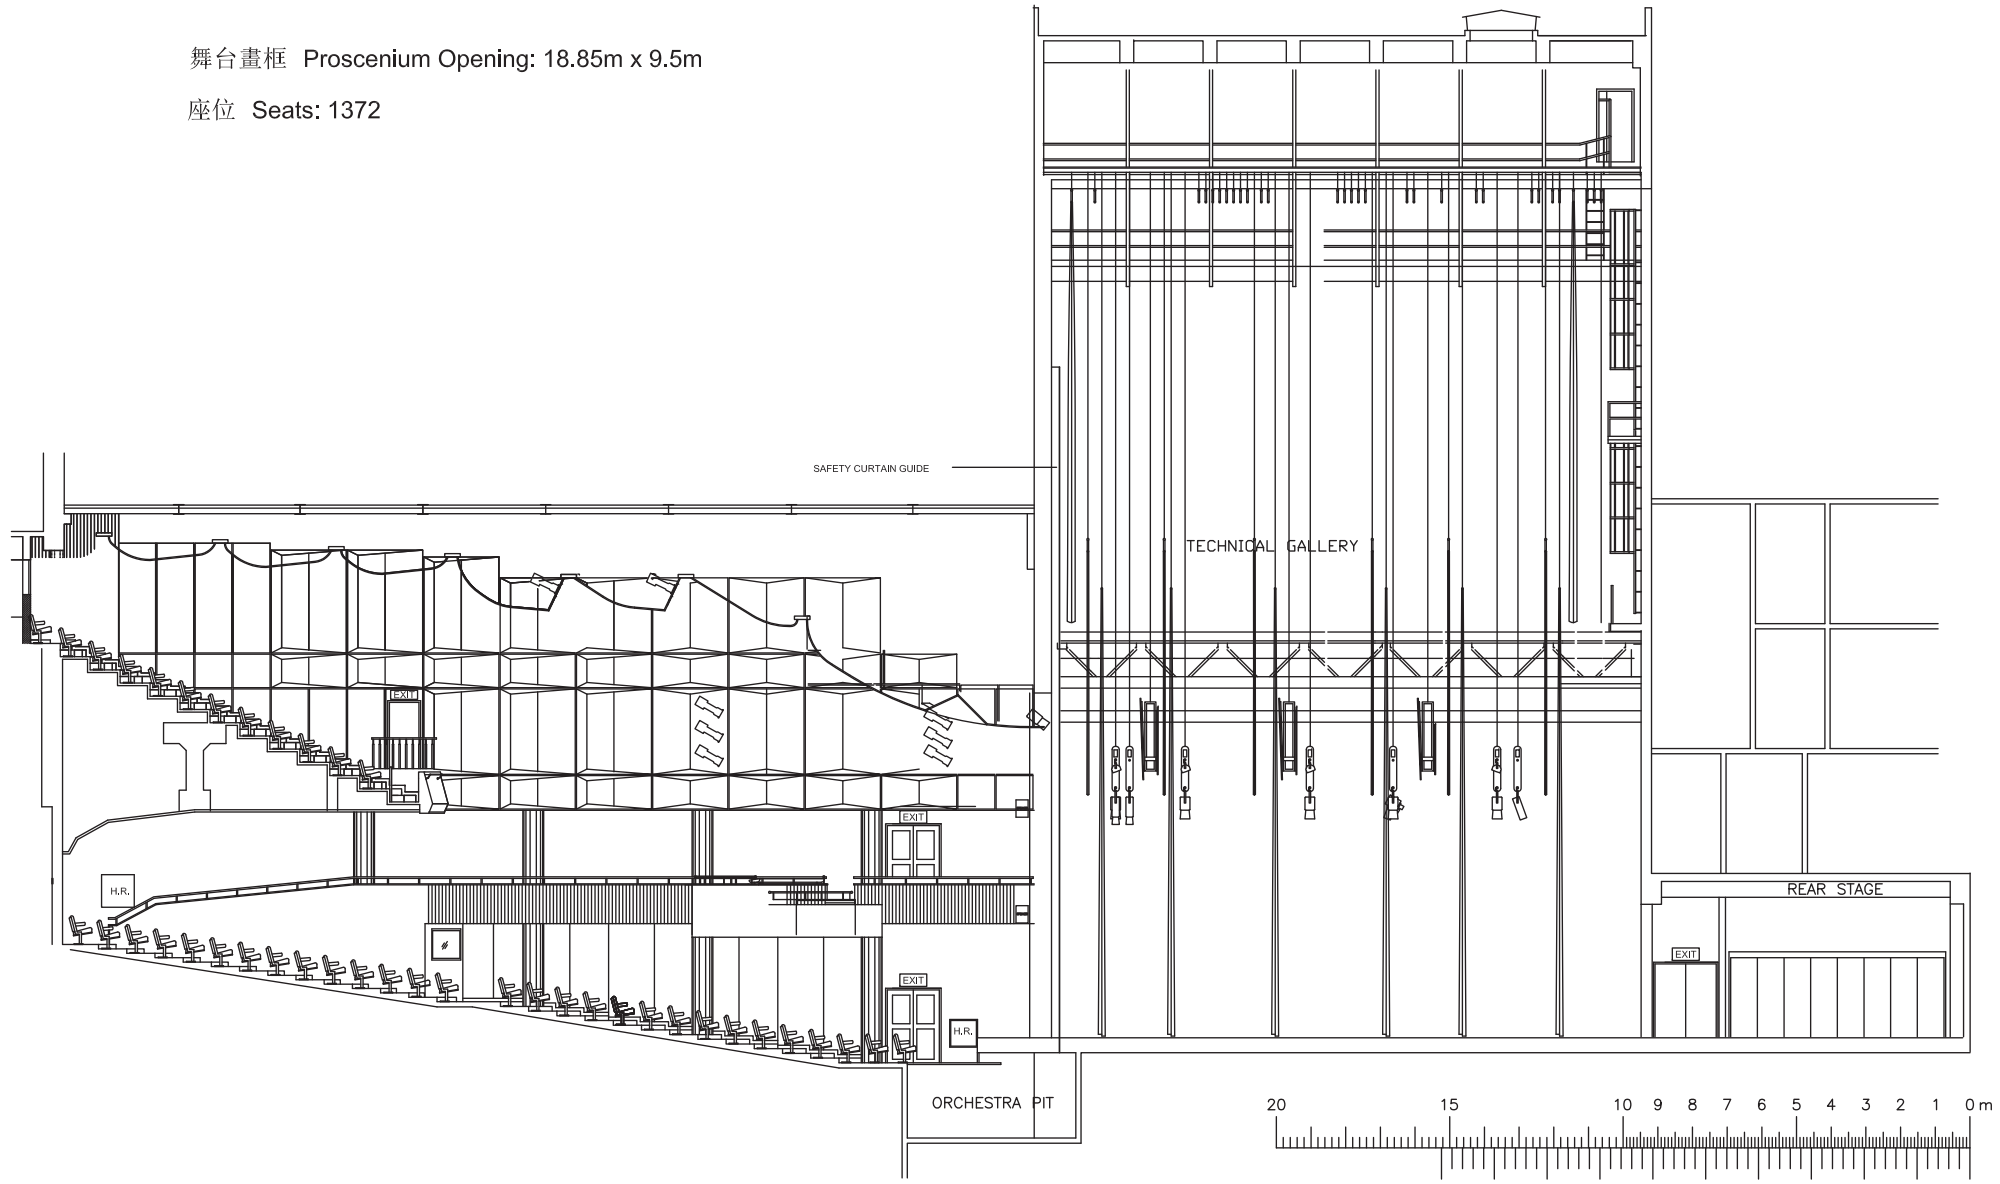 舞台畫框 Proscenium Opening: 18.85m x 9.5m
座位 Seats: 1372
SAFETY CURTAIN GUIDE
TECHNICAL GALLERY
EXIT
EXIT
H.R.
REAR STAGE
EXIT
EXIT
H.R.
ORCHESTRA PIT
20 15 10 9 8 7 6 5 4 3 2 1 0 m